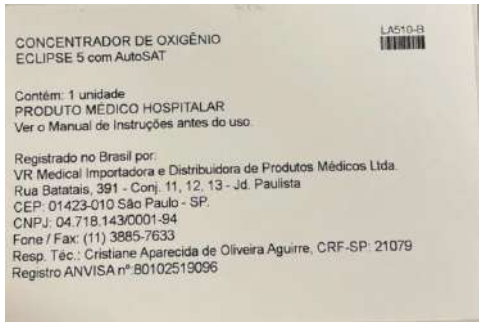 LA510-B
CONCENTRADOR DE OXIGÊNIO
ECLIPSE 5 com AutoSAT
Contém: 1 unidade
PRODUTO MÉDICO HOSPITALAR
Ver o Manual de Instruções antes do uso.
Registrado no Brasil por:
VR Medical Importadora e Distribuidora de Produtos Médicos Ltda.
Rua Batatais, 391 - Conj. 11, 12, 13 - Jd. Paulista
CEP: 01423-010 São Paulo - SP.
CNPJ: 04.718.143/0001-94
Fone / Fax: (11) 3885-7633
Resp. Téc.: Cristiane Aparecida de Oliveira Aguirre, CRF-SP: 21079
Registro ANVISA nº:80102519096